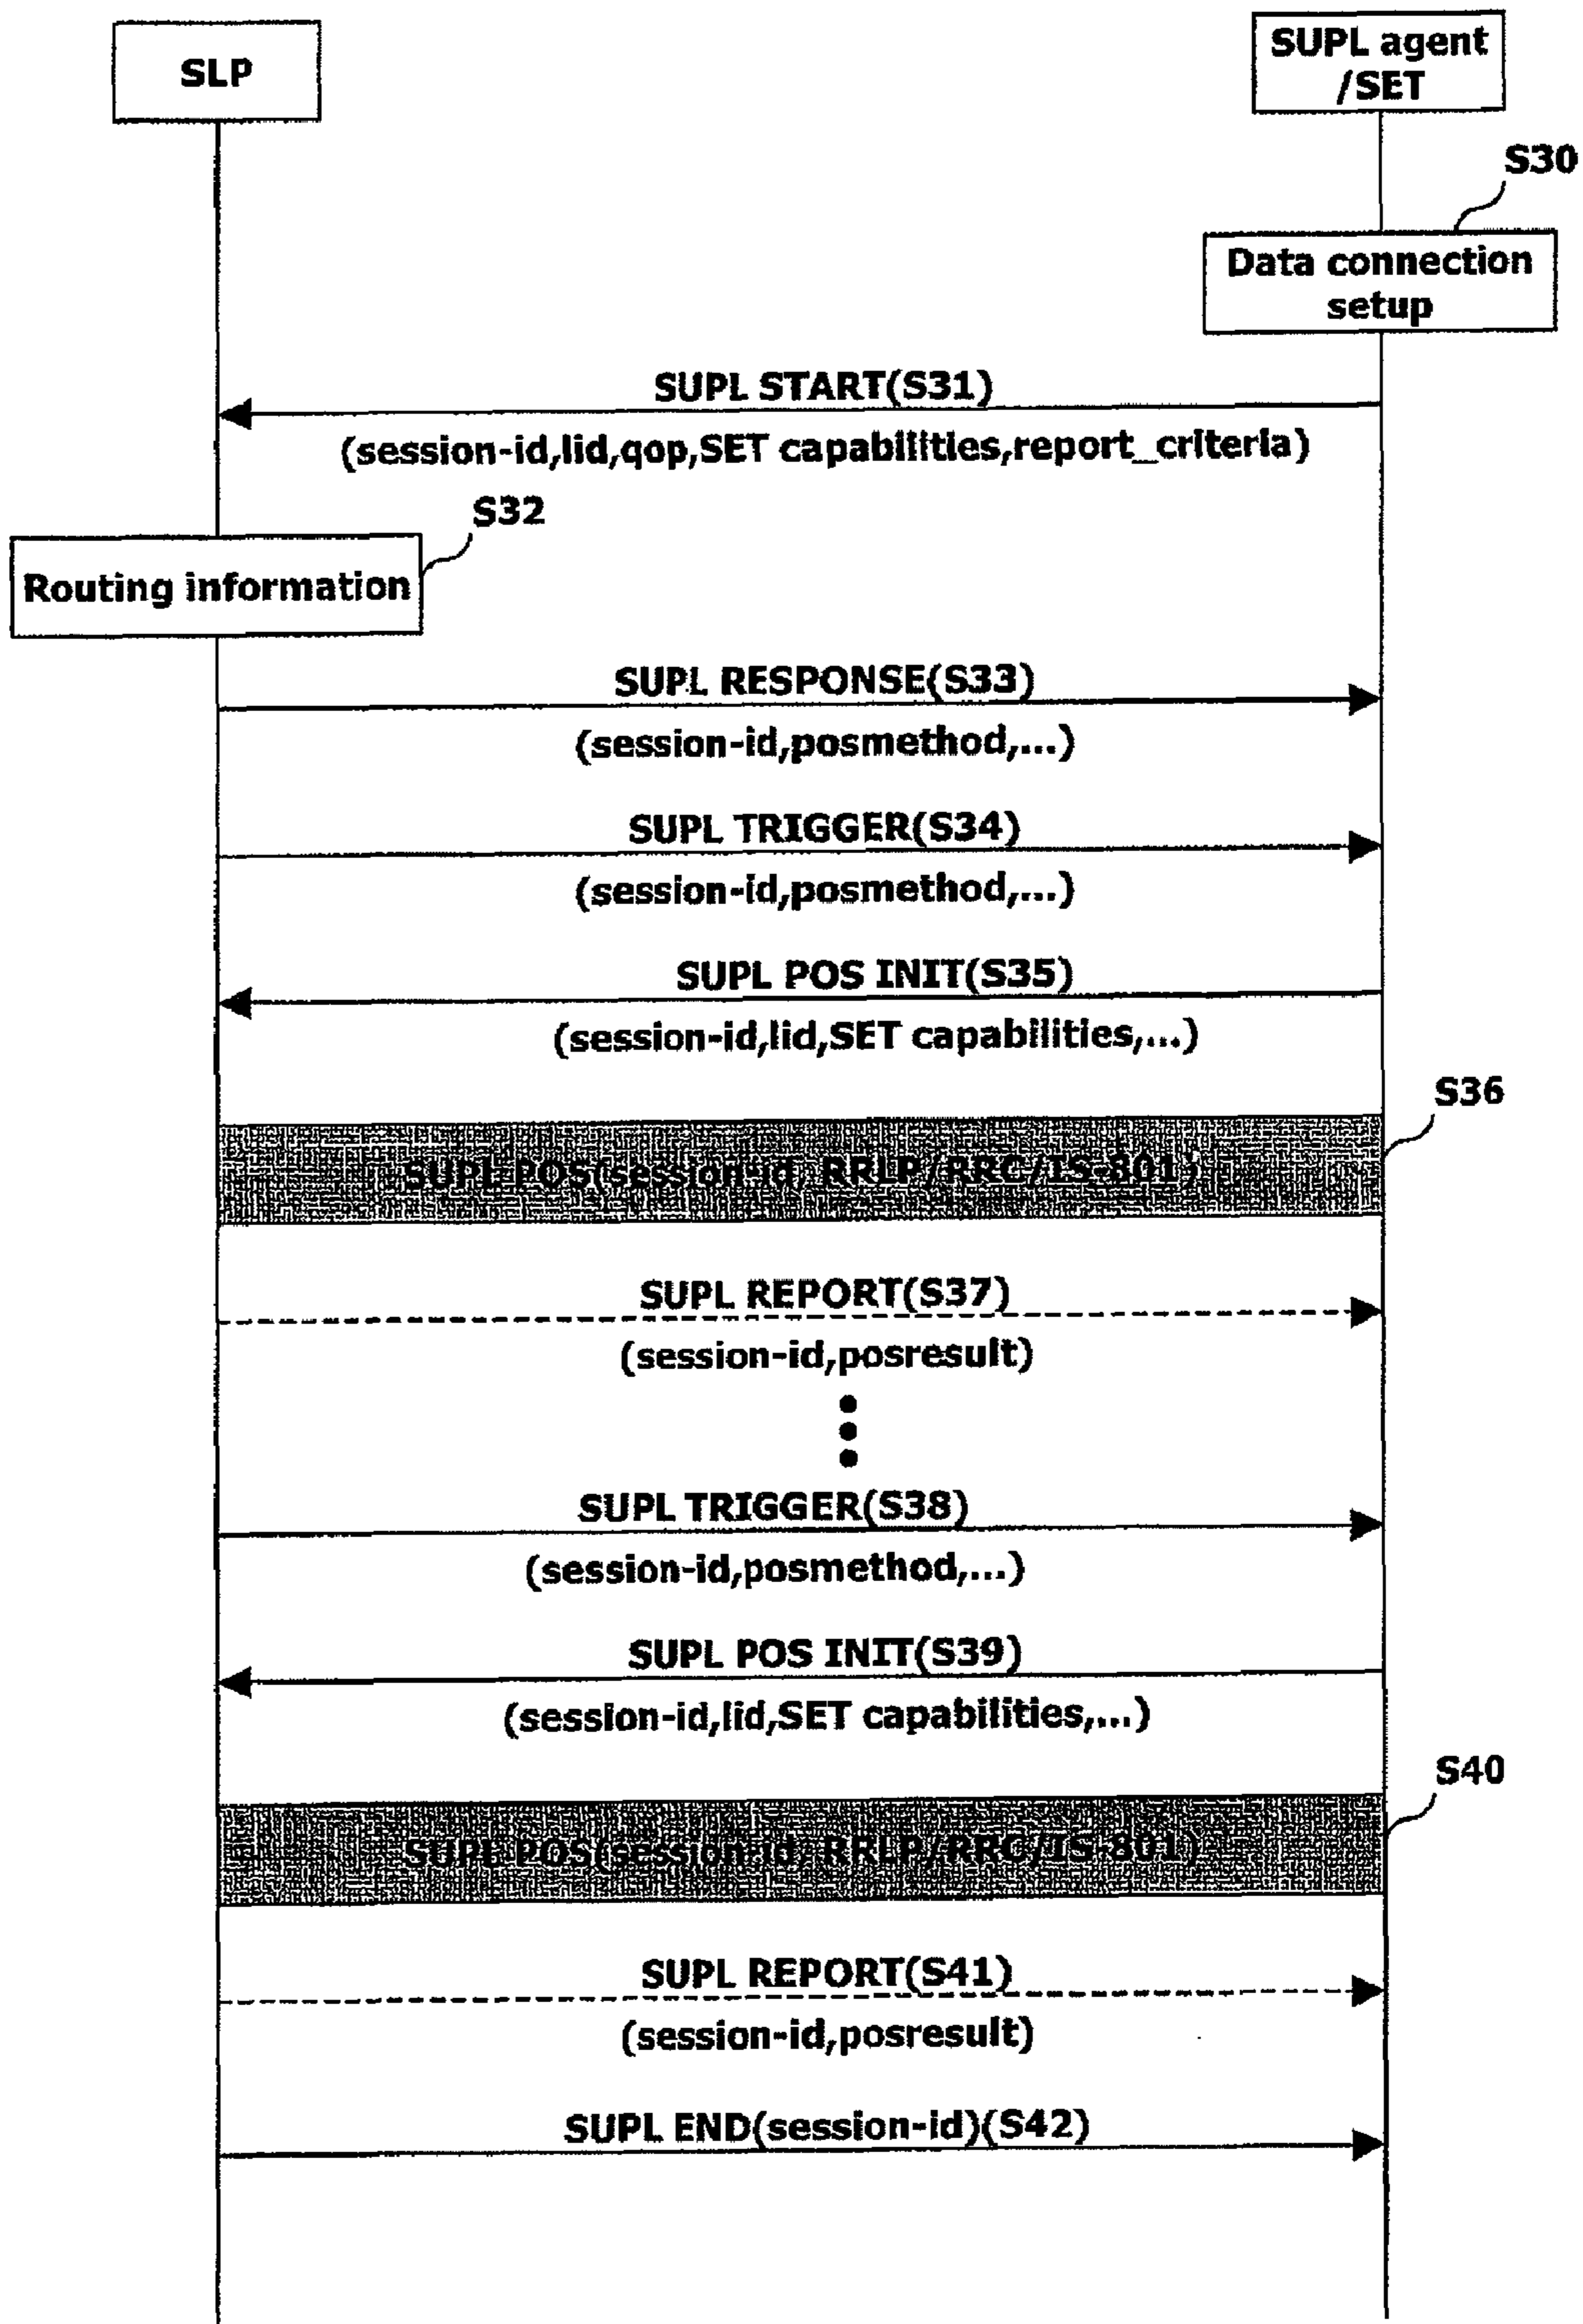 SLP
SUPL agent
/SET
S30
Data connection
setup
SUPL START(S31)
(session-id,lid,qop,SET capabilities,report_criteria)
S32
Routing information
SUPL RESPONSE(S33)
(session-id,posmethod,...)
SUPL TRIGGER(S34)
(session-id,posmethod,...)
SUPL POS INIT(S35)
(session-id,lid,SET capabilities,...)
S36
SUPL POS(session-id, RRLP/RRC/IS-801)
SUPL REPORT(S37)
(session-id,posresult)
SUPL TRIGGER(S38)
(session-id,posmethod,...)
SUPL POS INIT(S39)
(session-id,lid,SET capabilities,...)
S40
SUPL POS(session-id, RRLP/RRC/IS-801)
SUPL REPORT(S41)
(session-id,posresult)
SUPL END(session-id)(S42)